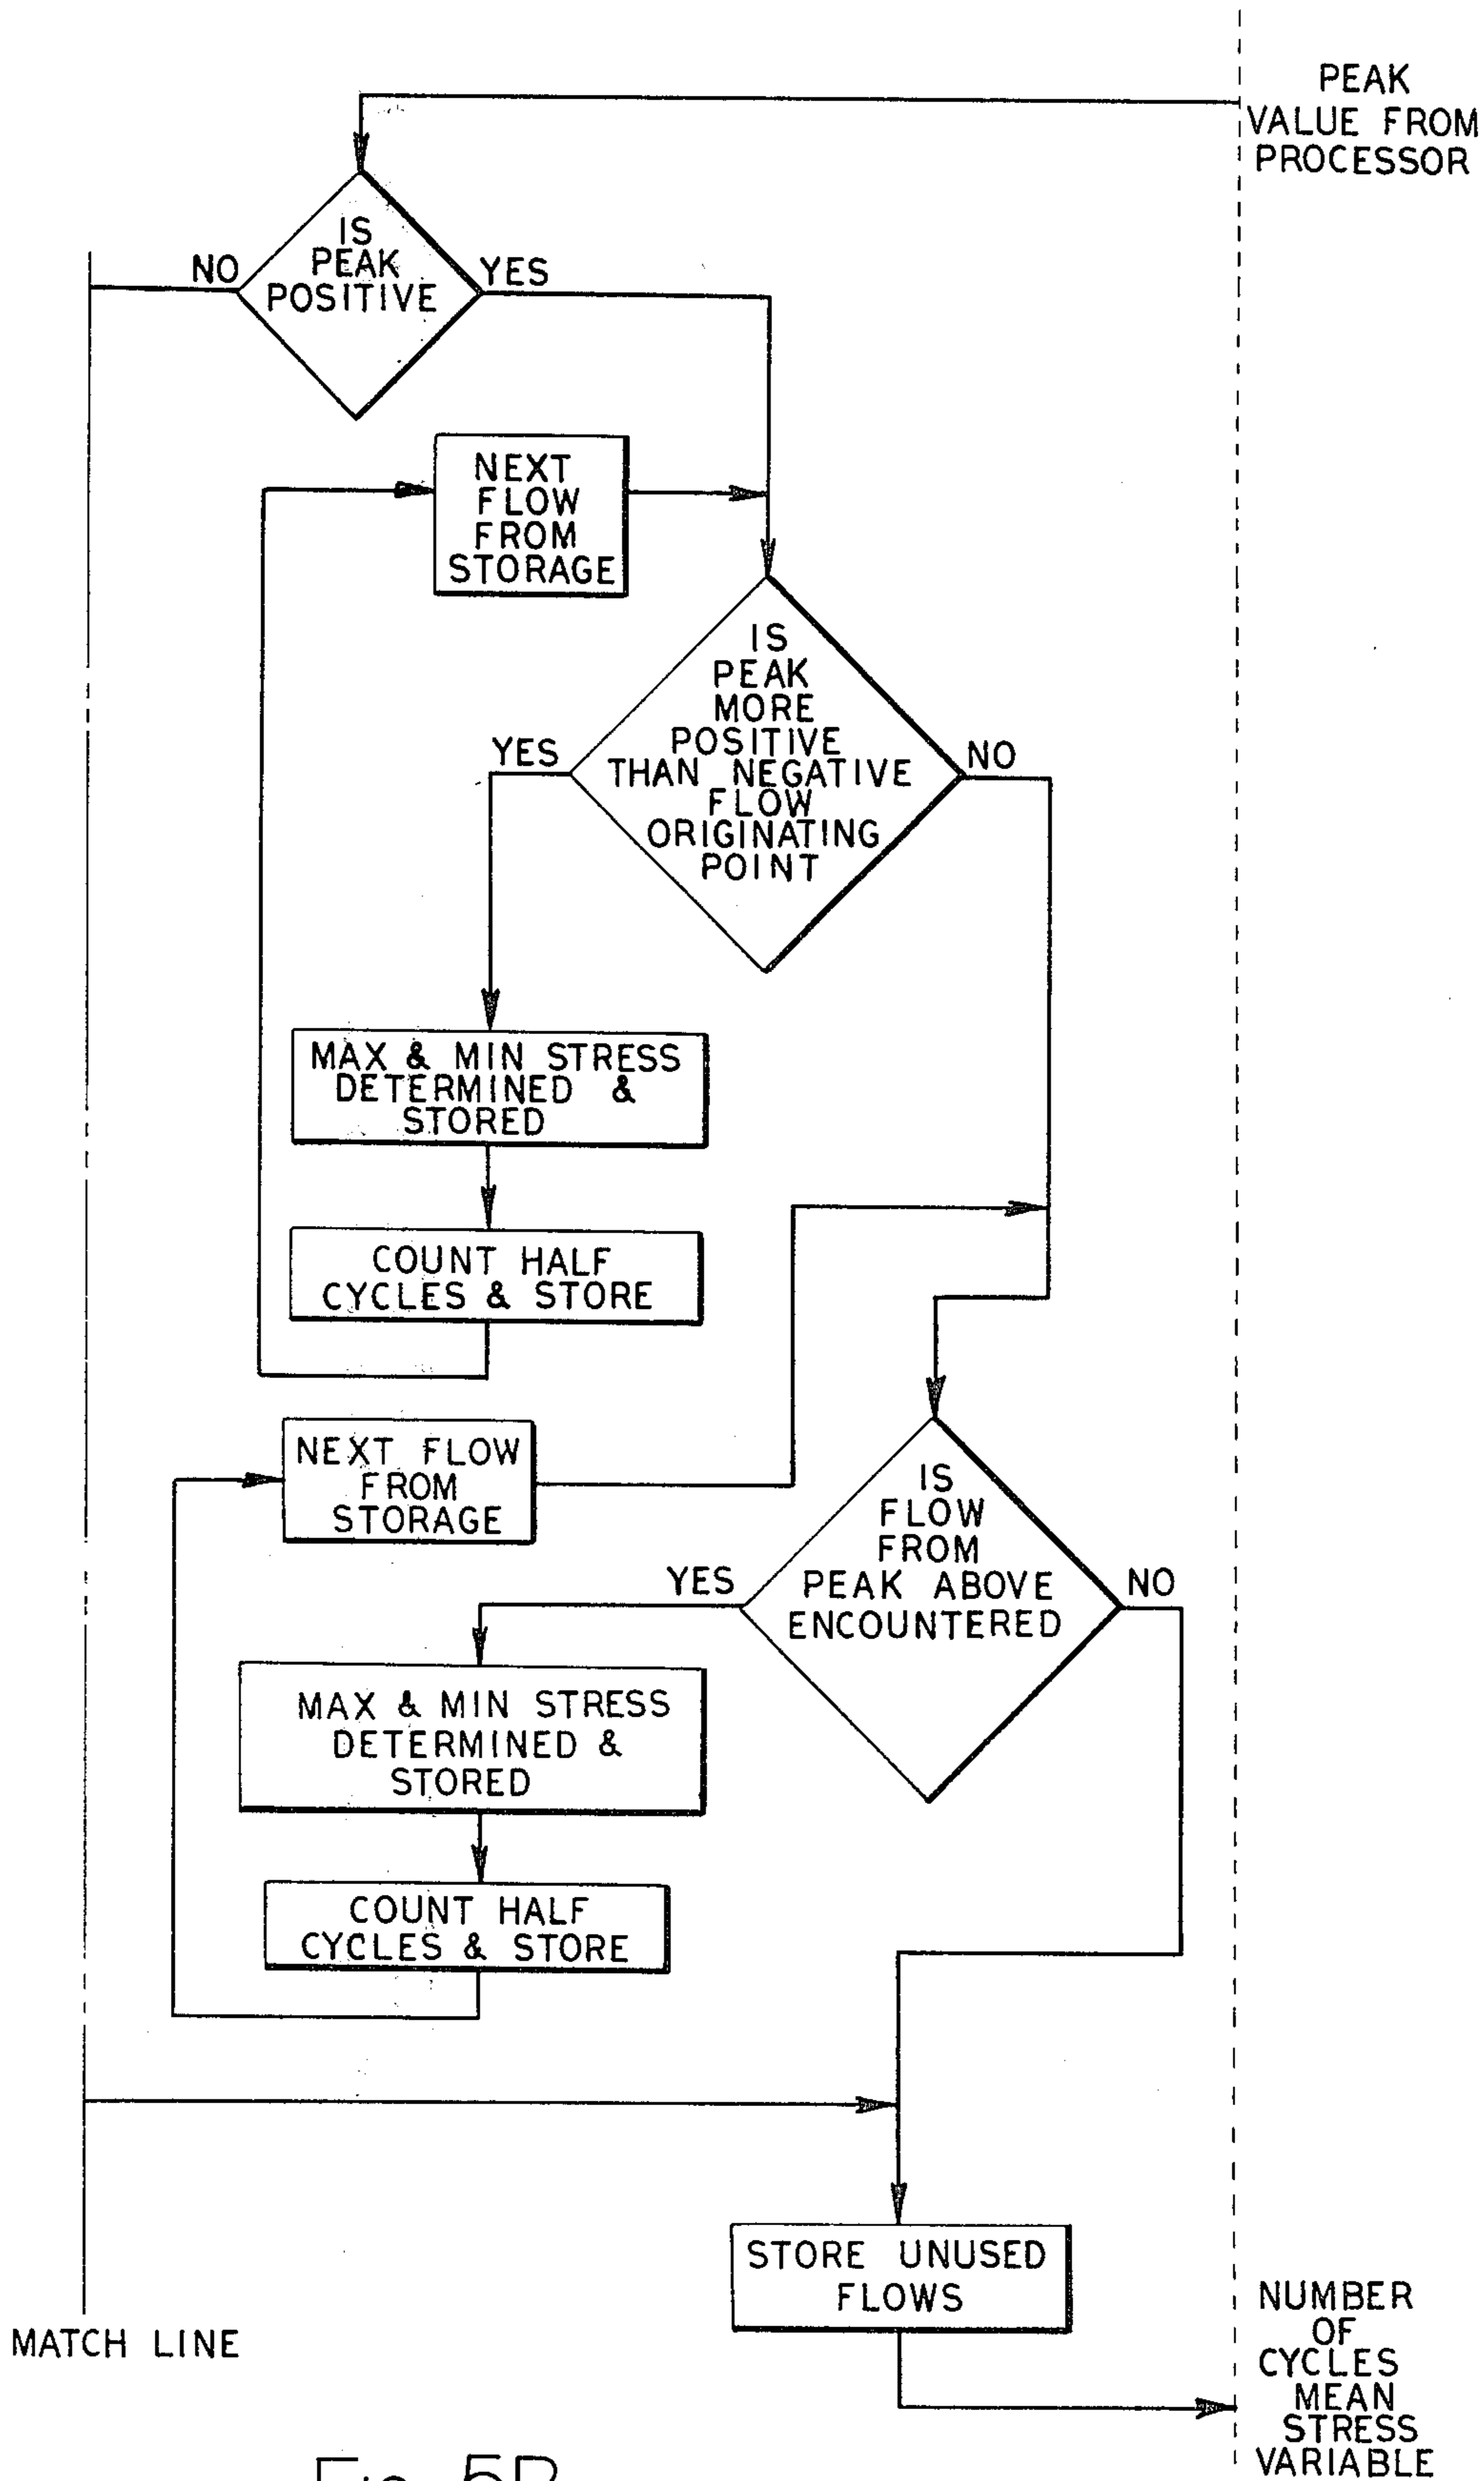 PEAK
VALUE FROM
PROCESSOR
IS
PEAK
POSITIVE
NO
YES
NEXT
FLOW
FROM
STORAGE
IS
PEAK
MORE
POSITIVE
THAN NEGATIVE
FLOW
ORIGINATING
POINT
YES
NO
MAX & MIN STRESS
DETERMINED &
STORED
COUNT HALF
CYCLES & STORE
NEXT FLOW
FROM
STORAGE
IS
FLOW
FROM
PEAK ABOVE
ENCOUNTERED
YES
NO
MAX & MIN STRESS
DETERMINED &
STORED
COUNT HALF
CYCLES & STORE
STORE UNUSED
FLOWS
MATCH LINE
NUMBER
OF
CYCLES
MEAN
STRESS
VARIABLE
FIG. 5B